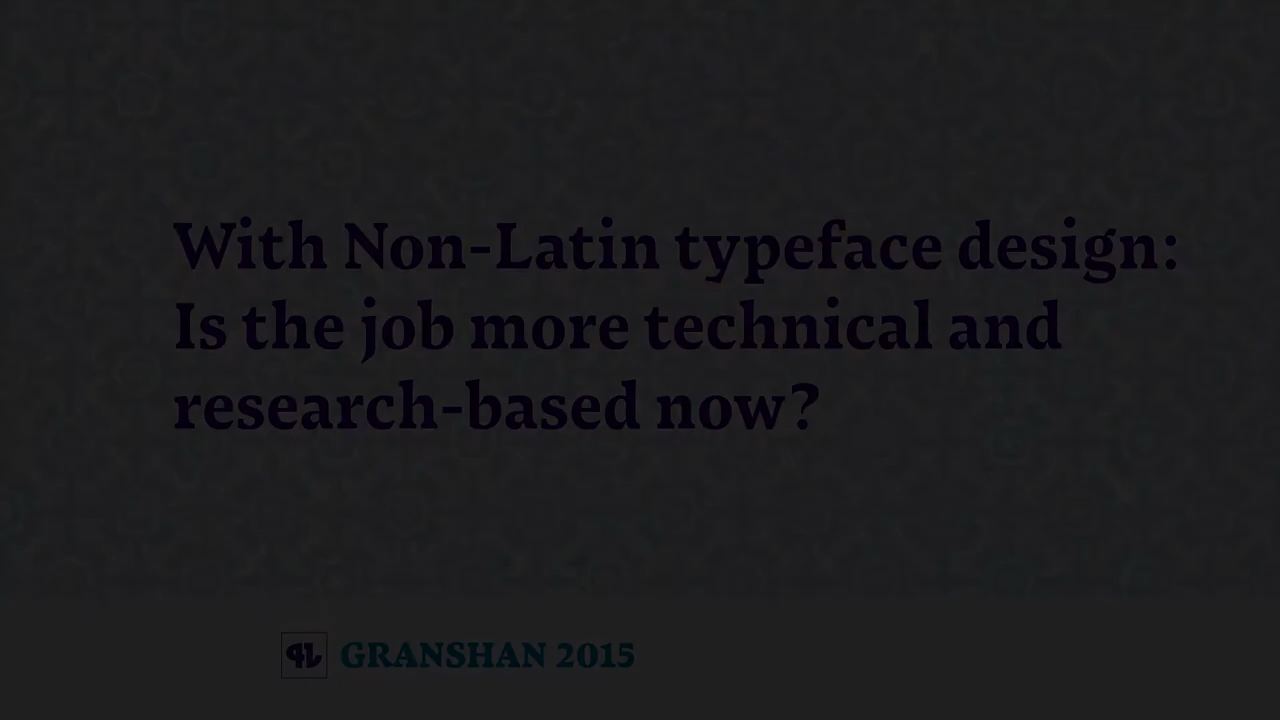 With Non-Latin typeface design:
Is the job more technical and
research-based now?
GRANSHAN 2015